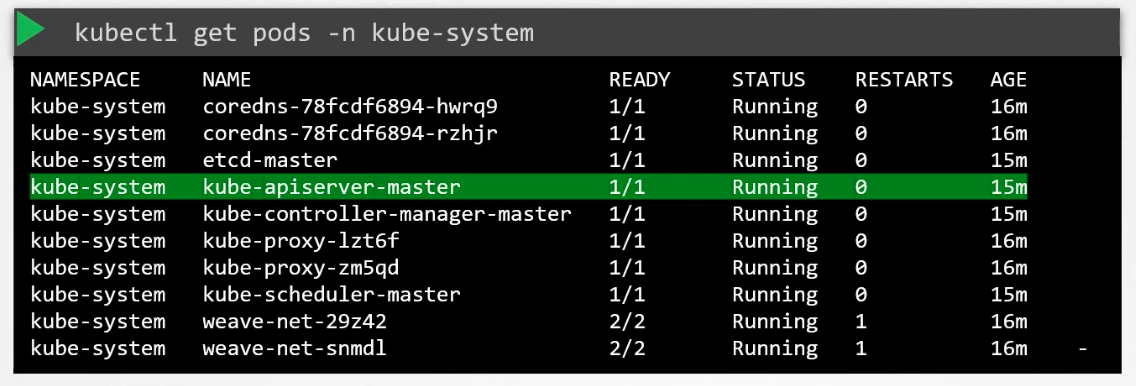 kubectl get pods -n kube-system
NAMESPACE NAME READY STATUS RESTARTS AGE
kube-system coredns-78fcdf6894-hwrq9 1/1 Running 0 16m
kube-system coredns-78fcdf6894-rzhjr 1/1 Running 0 16m
kube-system etcd-master 1/1 Running 0 15m
kube-system kube-apiserver-master 1/1 Running 0 15m
kube-system kube-controller-manager-master 1/1 Running 0 15m
kube-system kube-proxy-lzt6f 1/1 Running 0 16m
kube-system kube-proxy-zm5qd 1/1 Running 0 16m
kube-system kube-scheduler-master 1/1 Running 0 15m
kube-system weave-net-29z42 2/2 Running 1 16m
kube-system weave-net-snmdl 2/2 Running 1 16m -